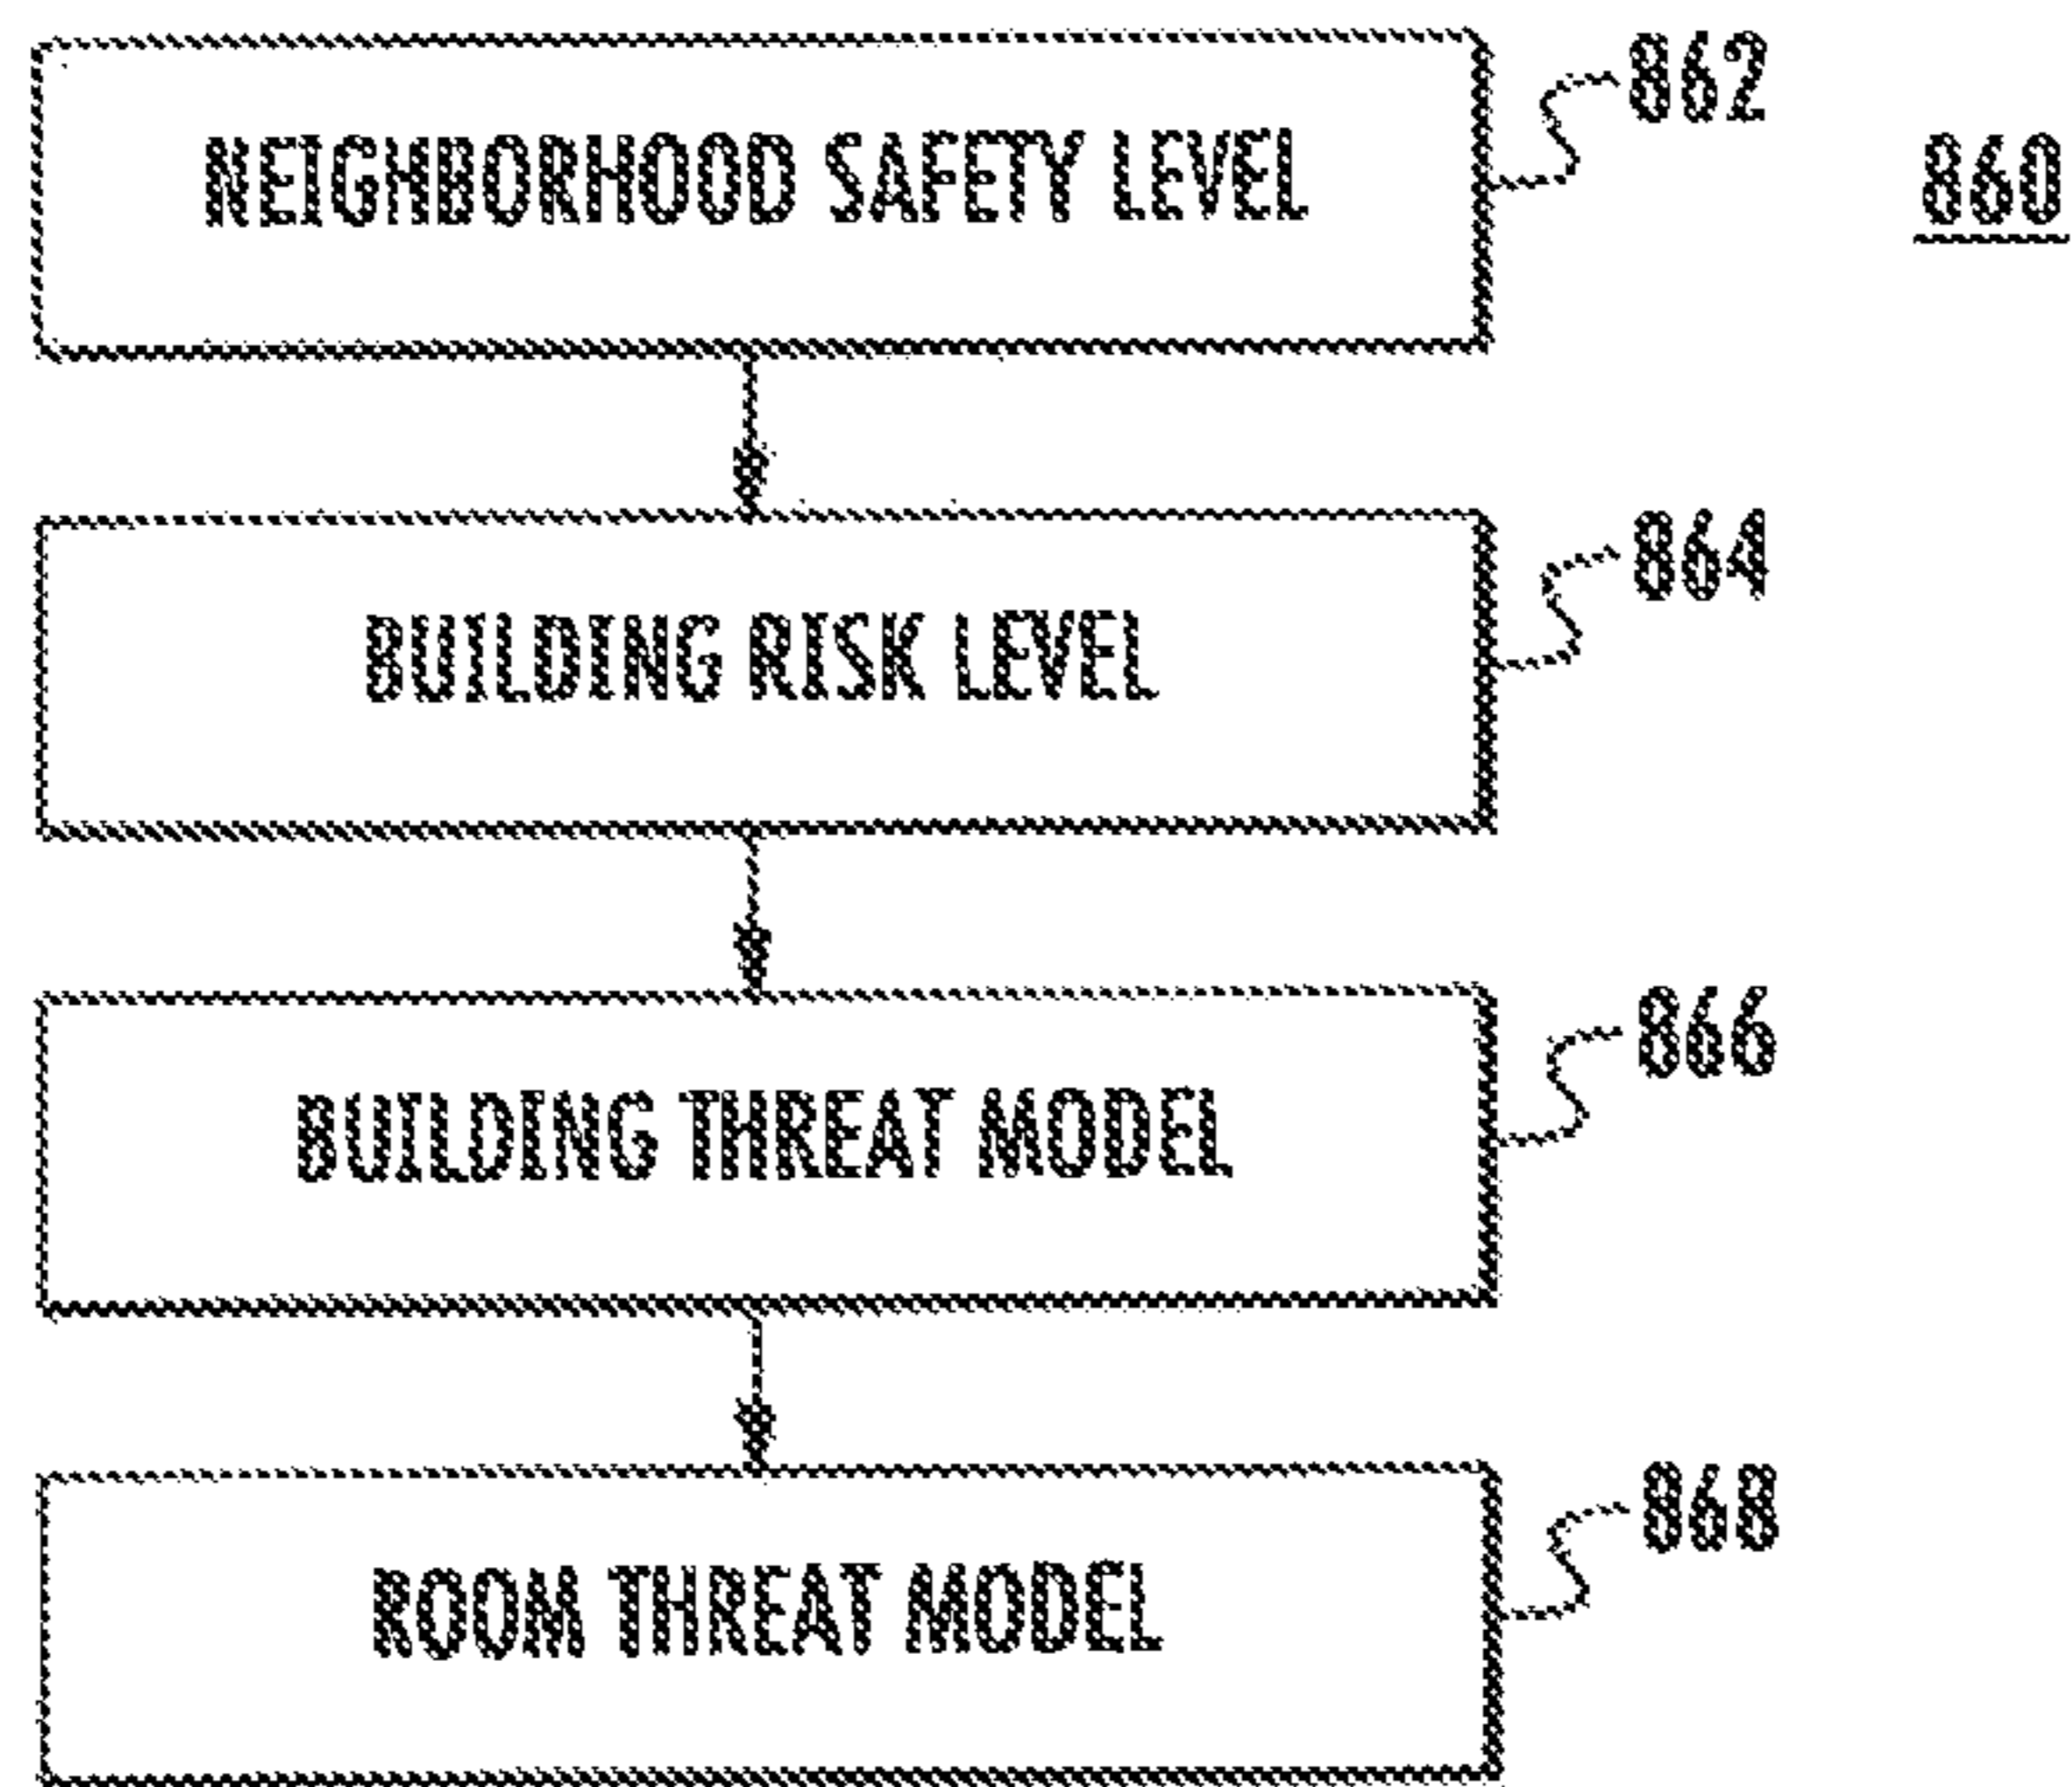 NEIGHBORHOOD SAFETY LEVEL
862
860
BUILDING RISK LEVEL
864
BUILDING THREAT MODEL
866
ROOM THREAT MODEL
868